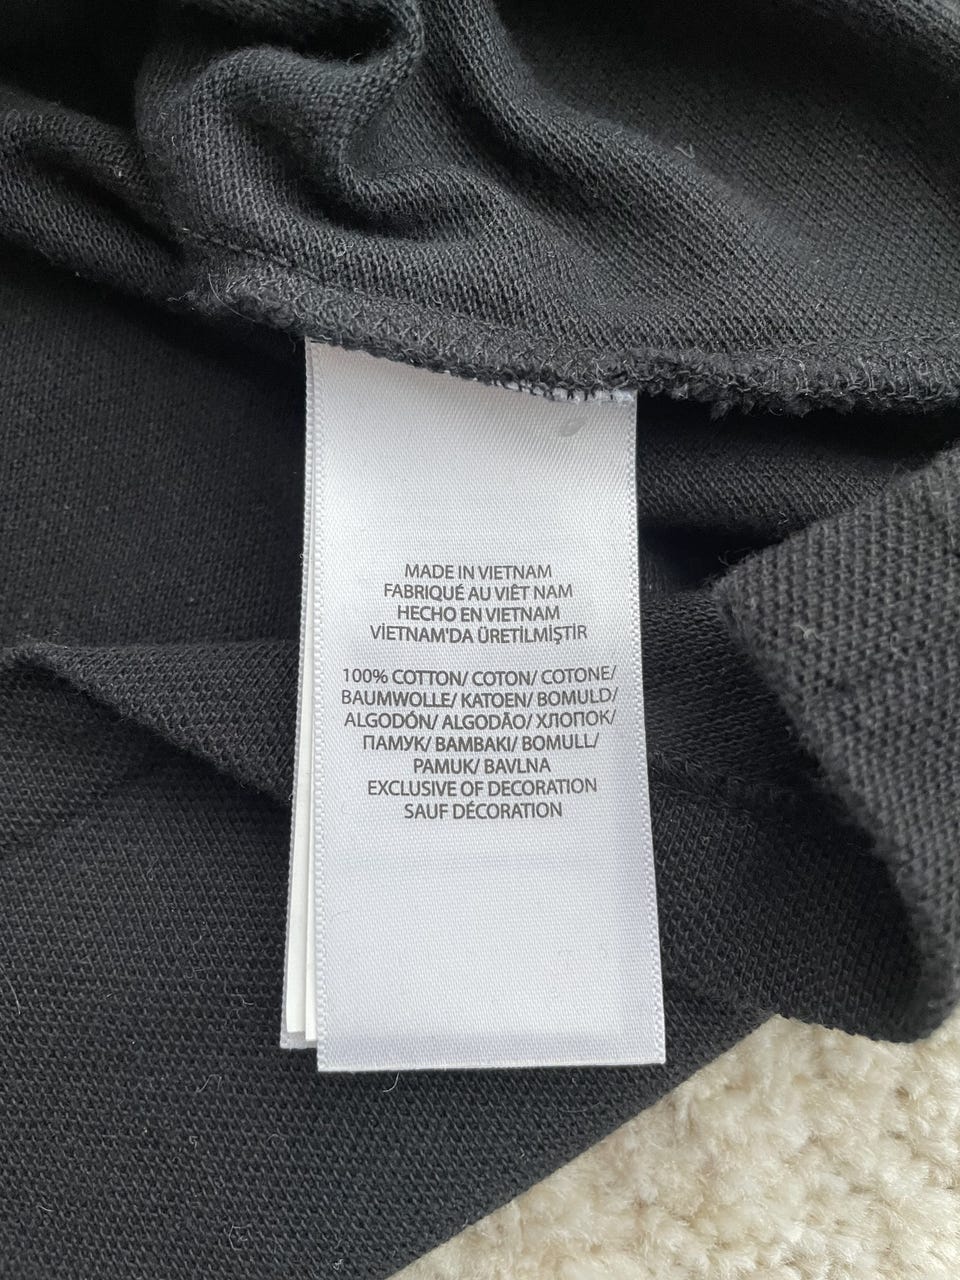 MADE IN VIETNAM
FABRIQUÉ AU VIÊT NAM
HECHO EN VIETNAM
VİETNAM'DA ÜRETİLMİŞTİR
100% COTTON/ COTON/ COTONE/
BAUMWOLLE/ KATOEN/ BOMULD/
ALGODÓN/ ALGODÃO/ ХЛОПОК/
ПАМУК/ ΒΑΜΒΑΚΙ/ BOMULL/
PAMUK/ BAVLNA
EXCLUSIVE OF DECORATION
SAUF DÉCORATION